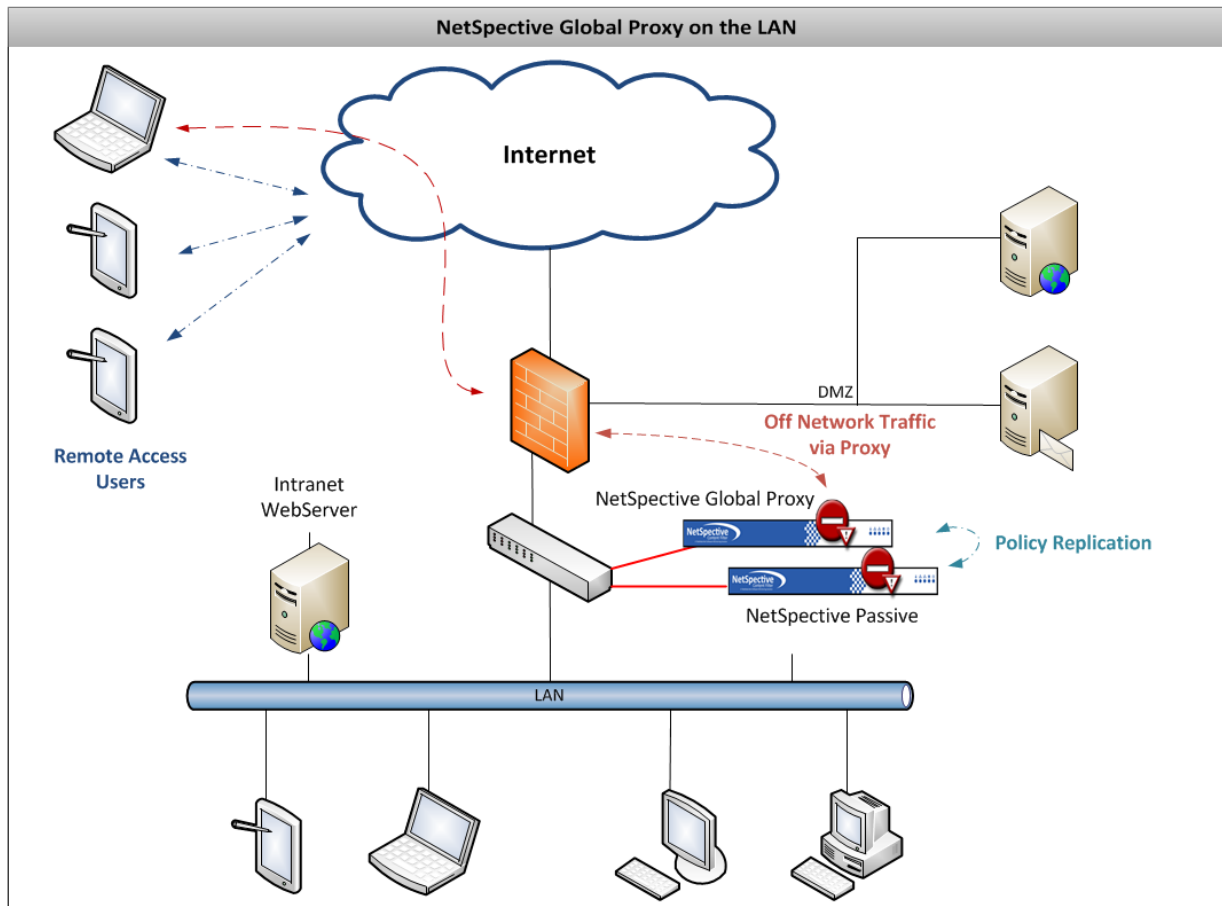 NetSpective Global Proxy on the LAN
Internet
DMZ
Off Network Traffic
via Proxy
Remote Access
Users
Intranet
WebServer
NetSpective Global Proxy
NetSpective
Policy Replication
NetSpective
NetSpective Passive
LAN